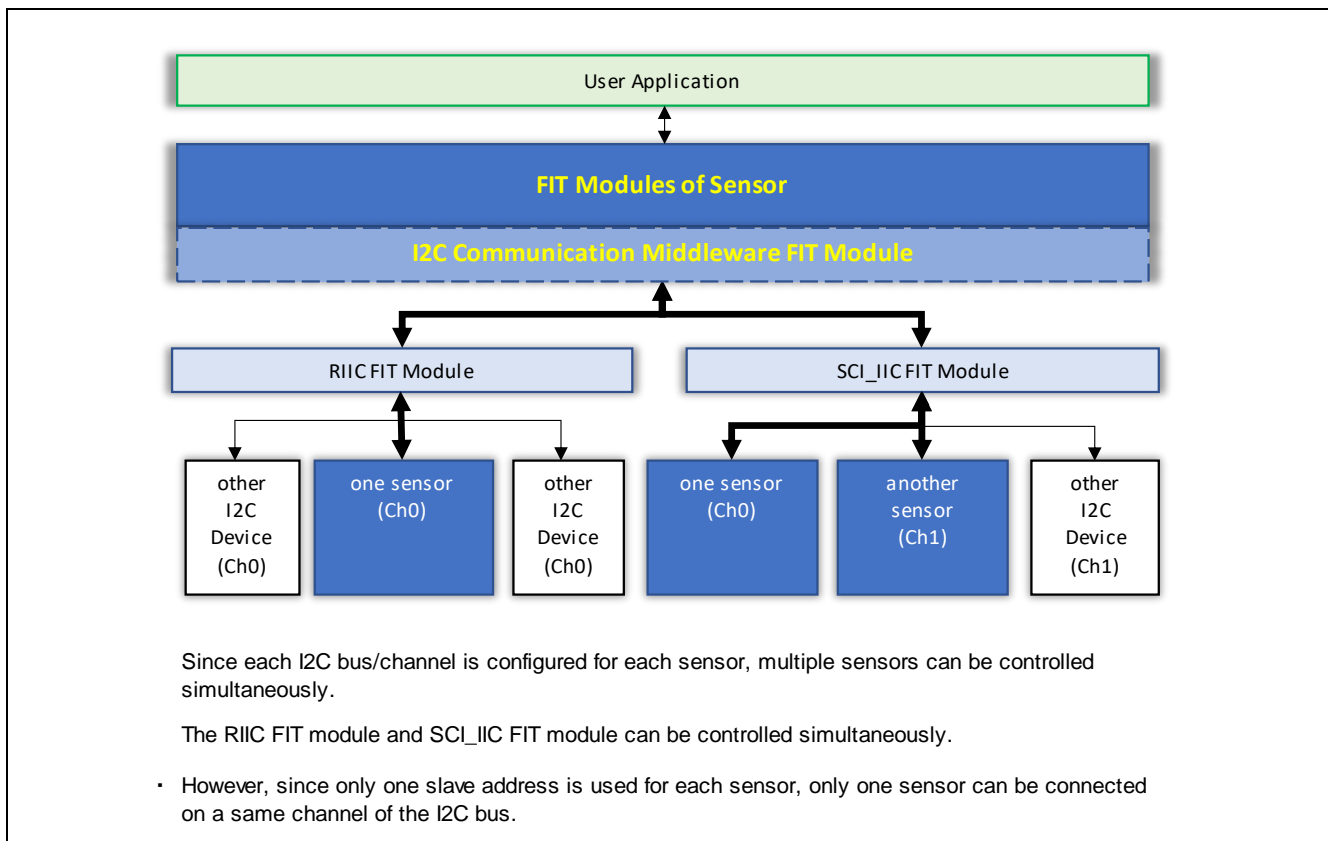 User Application
FIT Modules of Sensor
I2C Communication Middleware FIT Module
RIIC FIT Module
SCI_IIC FIT Module
other
I2C
Device
(Ch0)
one sensor
(Ch0)
other
I2C
Device
(Ch0)
one sensor
(Ch0)
another
sensor
(Ch1)
other
I2C
Device
(Ch1)
Since each I2C bus/channel is configured for each sensor, multiple sensors can be controlled
simultaneously.
The RIIC FIT module and SCI_IIC FIT module can be controlled simultaneously.
・ However, since only one slave address is used for each sensor, only one sensor can be connected
on a same channel of the I2C bus.